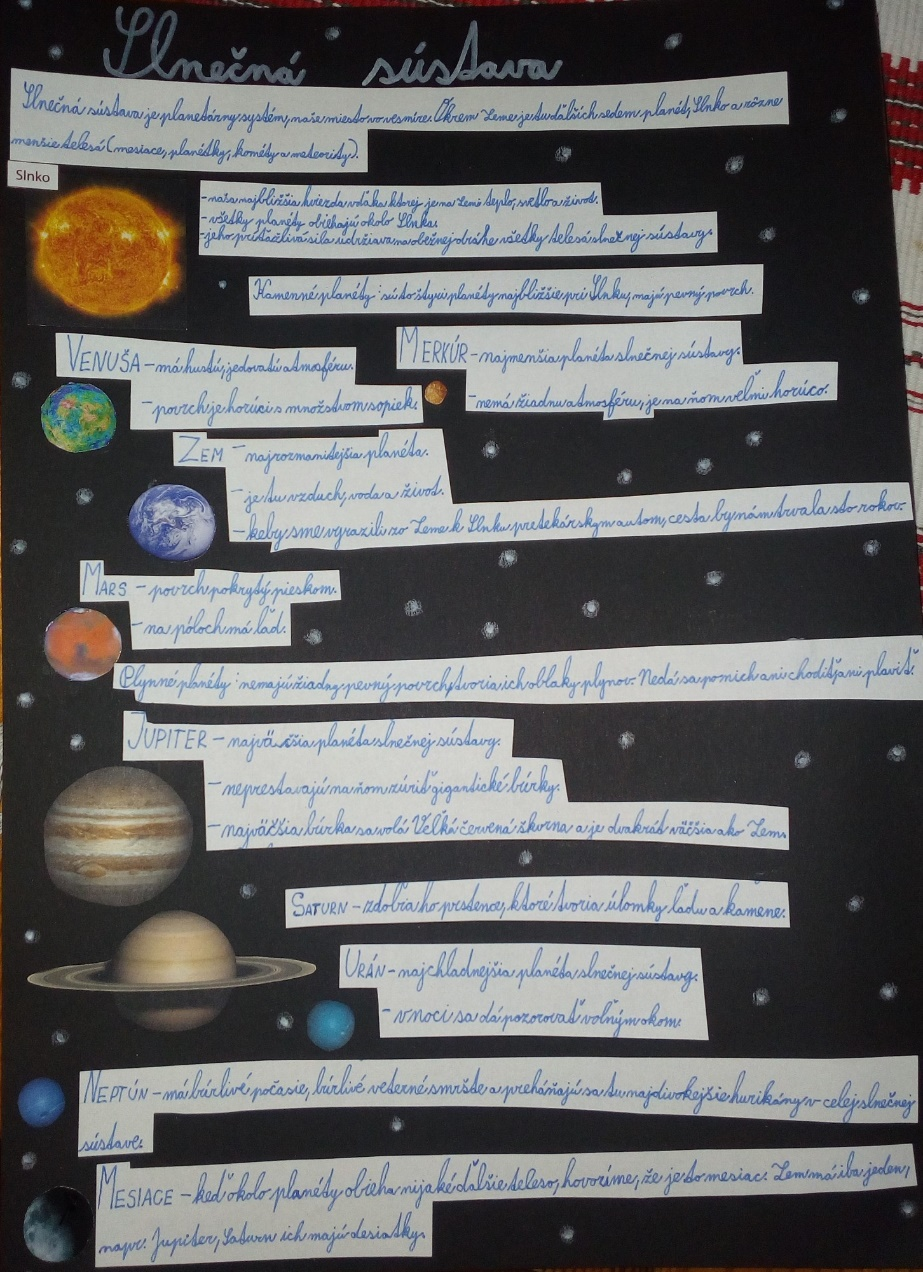 Slnečná sústava
Slnečná sústava je planetárny systém, naše miesto vo vesmíre. Okrem Zeme je tu ďalších sedem planét, Slnko a rôzne
menšie telesá (mesiace, planétky, kométy a meteority).
Slnko
-naša najbližšia hviezda vďaka ktorej je na Zemi teplo, svetlo a život.
-všetky planéty obiehajú okolo Slnka.
-jeho príťažlivá sila udržiava na obežnej dráhe všetky telesá slnečnej sústavy.
Kamenné planéty: sú to štyri planéty najbližšie pri Slnku, majú pevný povrch.
MERKÚR -najmenšia planéta slnečnej sústavy.
-nemá žiadnu atmosféru, je na ňom veľmi horúco.
VENUŠA -má hustú, jedovatú atmosféru.
-povrch je horúci s množstvom sopiek.
ZEM -najrozmanitejšia planéta.
-je tu vzduch, voda a život.
-keby sme vyrazili zo Zeme k Slnku pretekárskym autom, cesta by nám trvala sto rokov.
MARS -povrch pokrytý pieskom.
-na póloch má ľad.
Plynné planéty: nemajú žiadny pevný povrch, tvoria ich oblaky plynov. Nedá sa po nich ani chodiť, ani plaviť.
JUPITER -najväčšia planéta slnečnej sústavy.
-neprestavajú na ňom zúriť gigantické búrky.
-najväčšia búrka sa volá Veľká červená škvrna a je dvakrát väčšia ako Zem.
SATURN -zdobia ho prstence, ktoré tvoria úlomky ľadu a kamene.
URÁN -najchladnejšia planéta slnečnej sústavy.
-v noci sa dá pozorovať voľným okom.
NEPTÚN -má búrlivé počasie, búrlivé veterné smršte a preháňajú sa tu najdivokejšie hurikány v celej slnečnej
sústave.
MESIACE -keď okolo planéty obieha nijaké ďalšie teleso, hovoríme, že je to mesiac. Zem má iba jeden,
napr. Jupiter, Saturn ich majú desiatky.